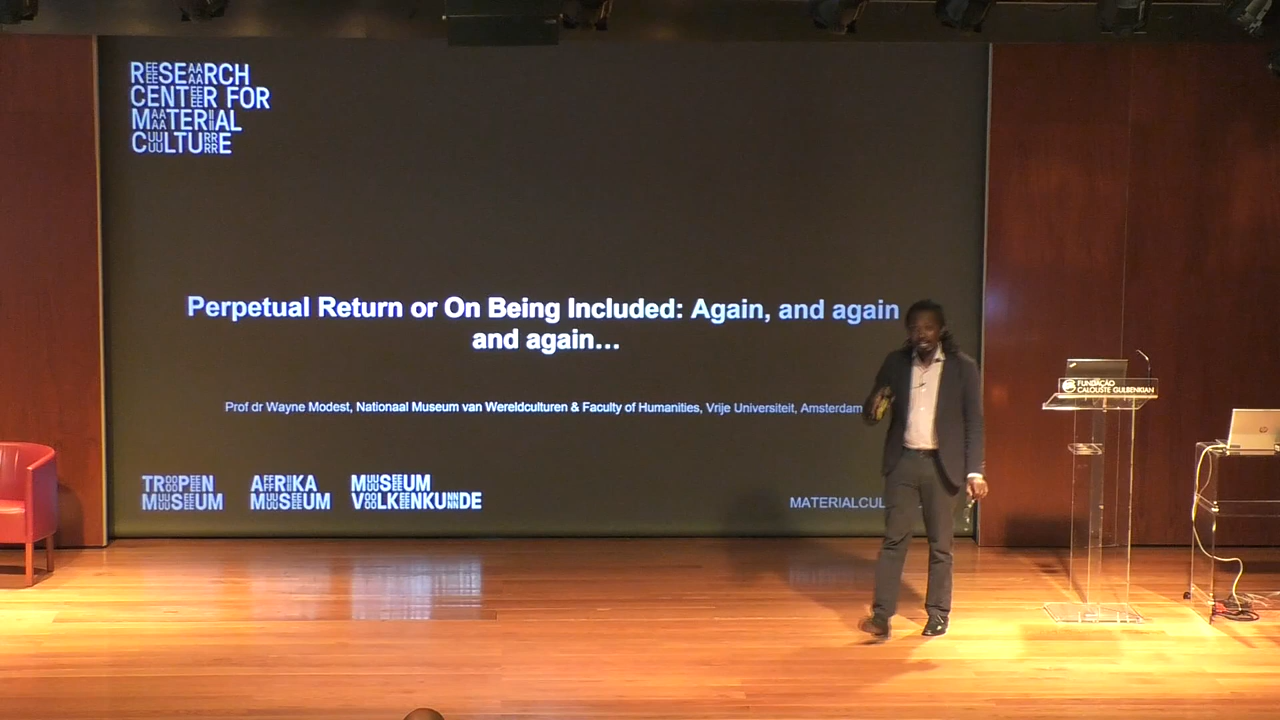 RESEARCH
CENTER FOR
MATERIAL
CULTURE
Perpetual Return or On Being Included: Again, and again
and again...
Prof dr Wayne Modest, Nationaal Museum van Wereldculturen & Faculty of Humanities, Vrije Universiteit, Amsterdam
TROPEN
MUSEUM
AFRIKA
MUSEUM
MUSEUM
VOLKENKUNDE
MATERIALCUL
FUNDAÇÃO
CALOUSTE GULBENKIAN